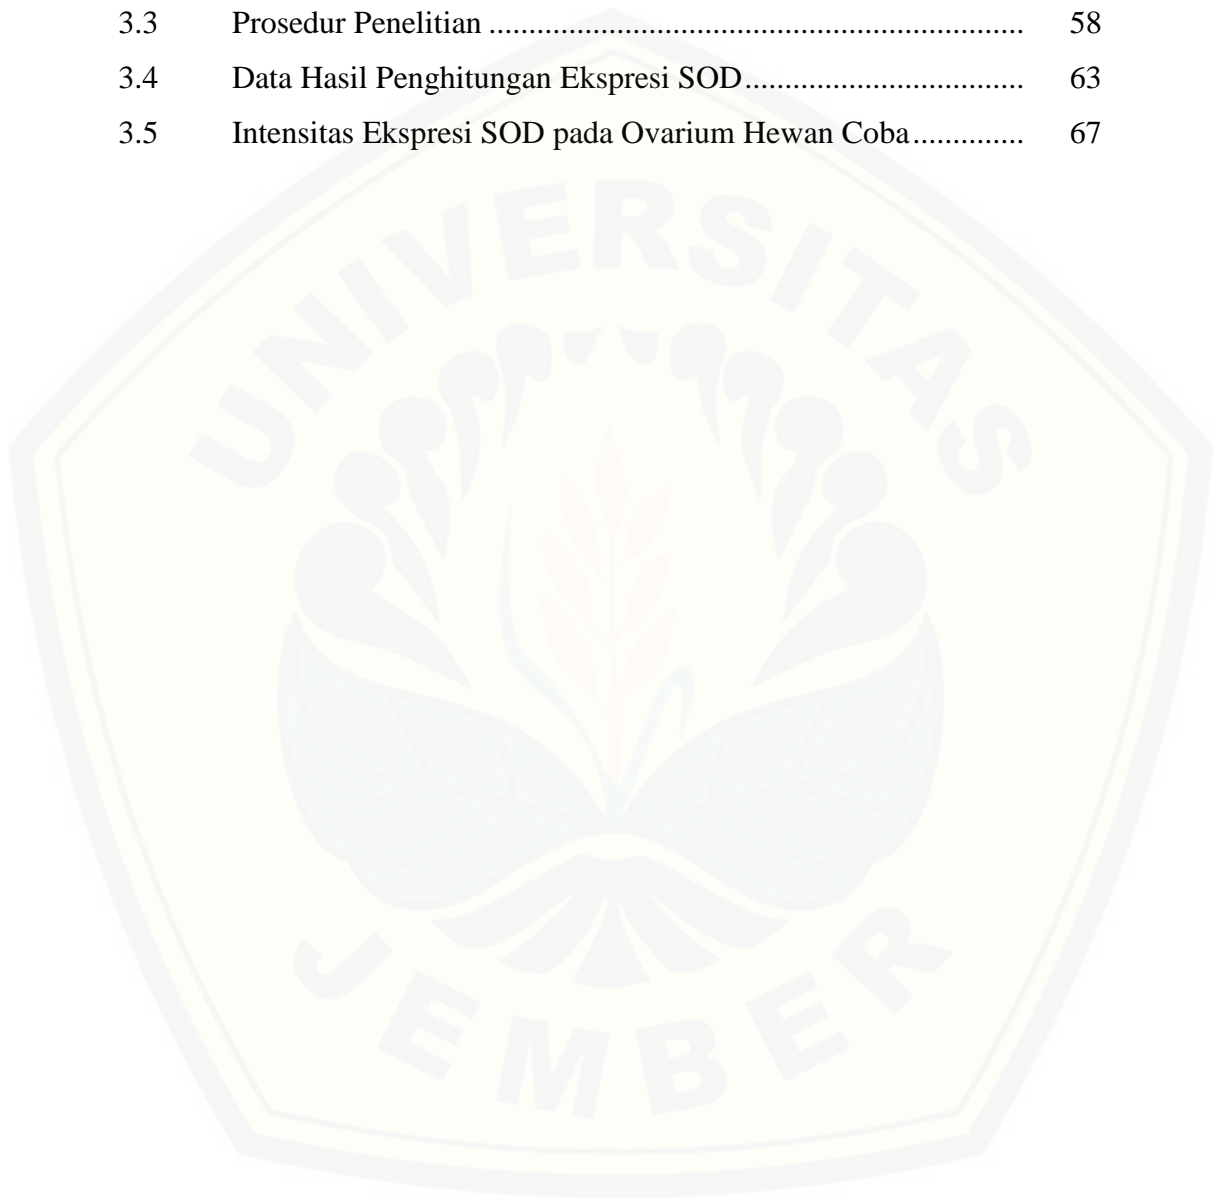 3.3 Prosedur Penelitian .................................................................. 58
3.4 Data Hasil Penghitungan Ekspresi SOD.................................. 63
3.5 Intensitas Ekspresi SOD pada Ovarium Hewan Coba.............. 67
UNIVERSITAS
JEMBER